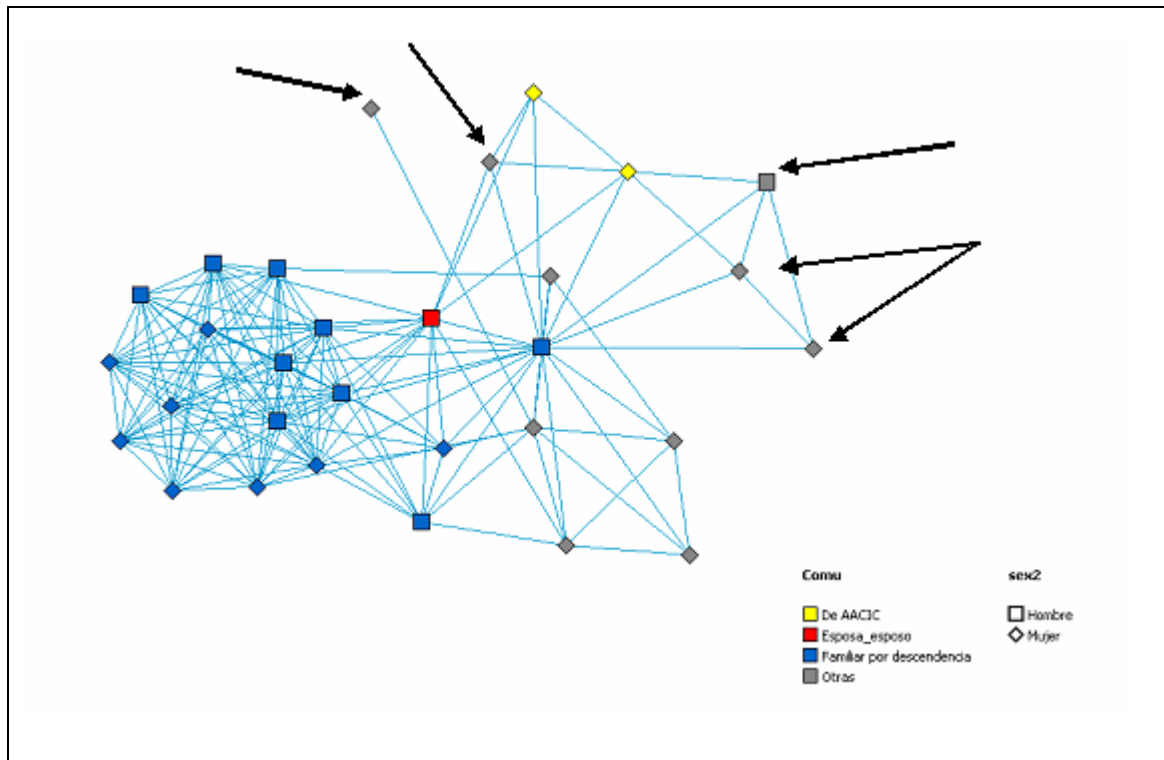 Comu
De AACIC
Esposa_esposo
Familiar por descendencia
Otras
sex2
Hombre
Mujer